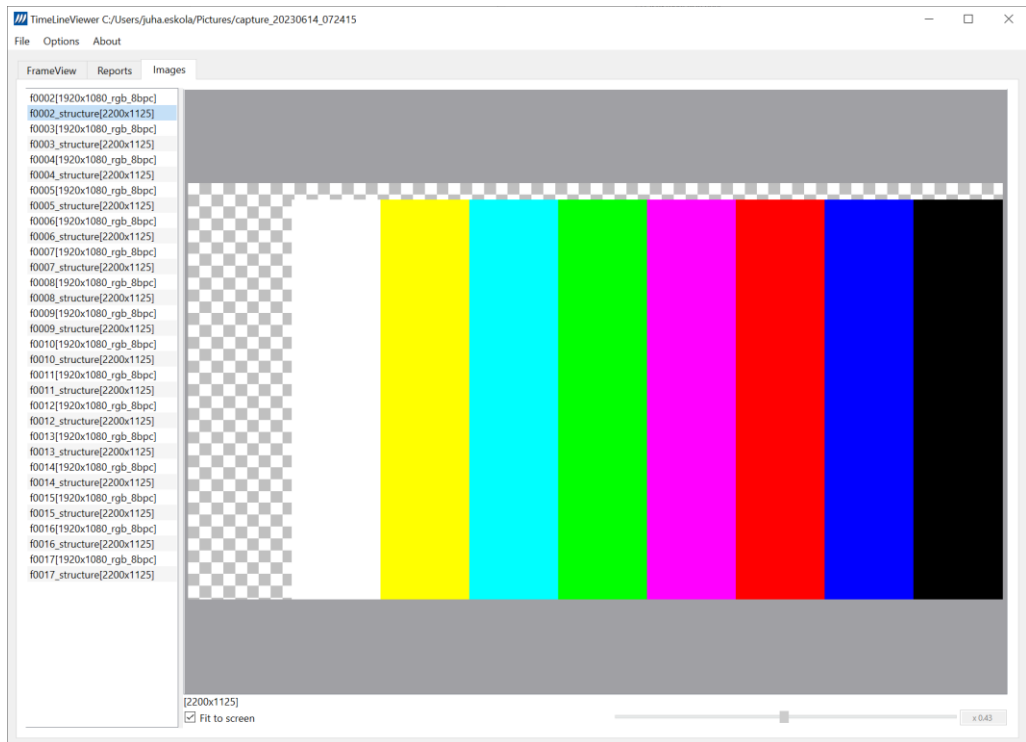 TimeLineViewer C:/Users/juha.eskola/Pictures/capture_20230614_072415
File Options About
FrameView Reports Images
f0002[1920x1080_rgb_8bpc]
f0002_structure[2200x1125]
f0003[1920x1080_rgb_8bpc]
f0003_structure[2200x1125]
f0004[1920x1080_rgb_8bpc]
f0004_structure[2200x1125]
f0005[1920x1080_rgb_8bpc]
f0005_structure[2200x1125]
f0006[1920x1080_rgb_8bpc]
f0006_structure[2200x1125]
f0007[1920x1080_rgb_8bpc]
f0007_structure[2200x1125]
f0008[1920x1080_rgb_8bpc]
f0008_structure[2200x1125]
f0009[1920x1080_rgb_8bpc]
f0009_structure[2200x1125]
f0010[1920x1080_rgb_8bpc]
f0010_structure[2200x1125]
f0011[1920x1080_rgb_8bpc]
f0011_structure[2200x1125]
f0012[1920x1080_rgb_8bpc]
f0012_structure[2200x1125]
f0013[1920x1080_rgb_8bpc]
f0013_structure[2200x1125]
f0014[1920x1080_rgb_8bpc]
f0014_structure[2200x1125]
f0015[1920x1080_rgb_8bpc]
f0015_structure[2200x1125]
f0016[1920x1080_rgb_8bpc]
f0016_structure[2200x1125]
f0017[1920x1080_rgb_8bpc]
f0017_structure[2200x1125]
[2200x1125]
Fit to screen
x 0.43